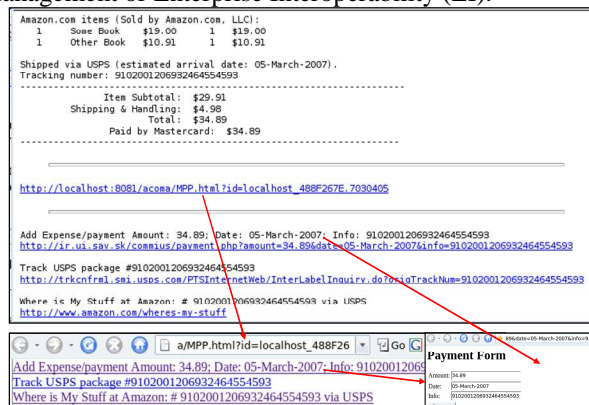 nagement of Enterprise Interoperability (EI).
Amazon.com items (Sold by Amazon.com, LLC):
1 Some Book $19.00 1 $19.00
1 Other Book $10.91 1 $10.91
Shipped via USPS (estimated arrival date: 05-March-2007).
Tracking number: 9102001206932464554593
---------------------------------------------------------------
Item Subtotal: $29.91
Shipping & Handling: $4.98
Total: $34.89
Paid by Mastercard: $34.89
---------------------------------------------------------------
http://localhost:8081/acoma/MPP.html?id=localhost_488F267E.7030405
Add Expense/payment Amount: 34.89; Date: 05-March-2007; Info: 9102001206932464554593
http://ir.ui.sav.sk/commius/payment.php?amount=34.89&date=05-March-2007&info=9102001206932464554593
Track USPS package #9102001206932464554593
http://trkcnfrm1.smi.usps.com/PTSInternetWeb/InterLabelInquiry.do?origTrackNum=9102001206932464554593
Where is My Stuff at Amazon: # 9102001206932464554593 via USPS
http://www.amazon.com/wheres-my-stuff
a/MPP.html?id=localhost_488F26 Go G
Add Expense/payment Amount: 34.89; Date: 05-March-2007; Info: 91020012069
Track USPS package #9102001206932464554593
Where is My Stuff at Amazon: # 9102001206932464554593 via USPS
89&date=05-March-2007&info=9
Payment Form
Amount: 34.89
Date: 05-March-2007
Info: 9102001206932464554593